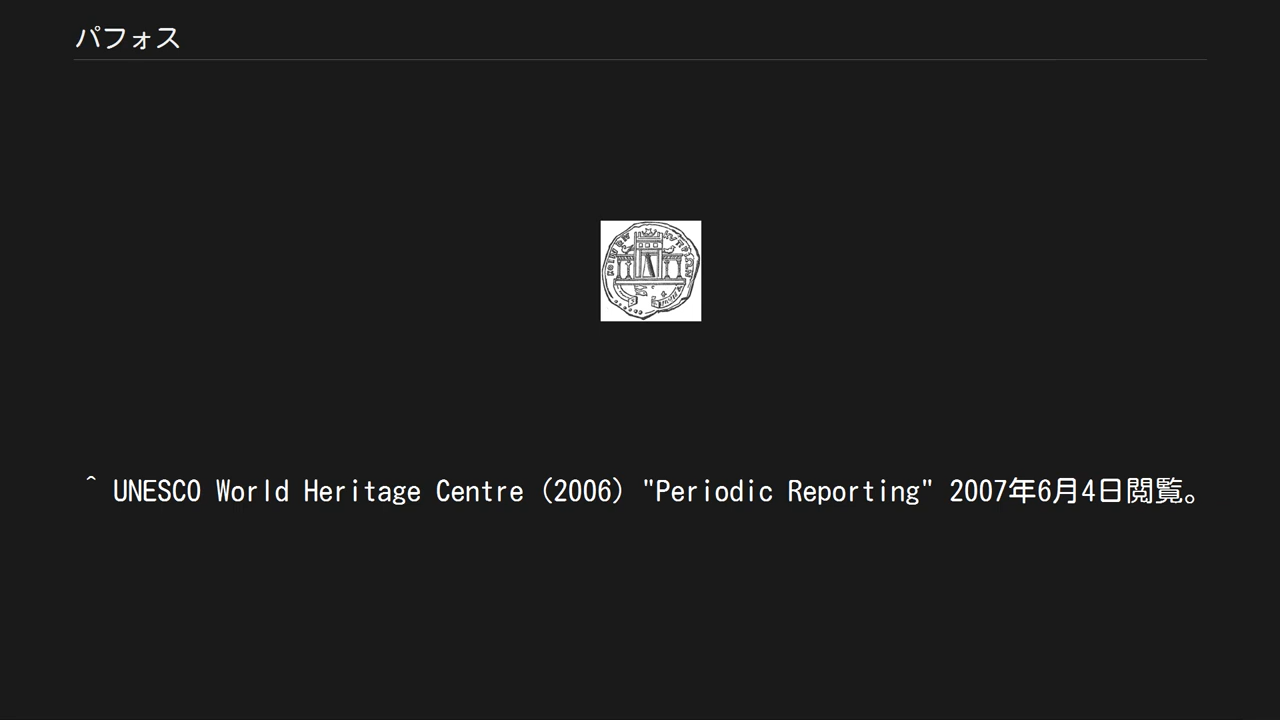 パフォス
^ UNESCO World Heritage Centre (2006) "Periodic Reporting" 2007年6月4日閲覧。